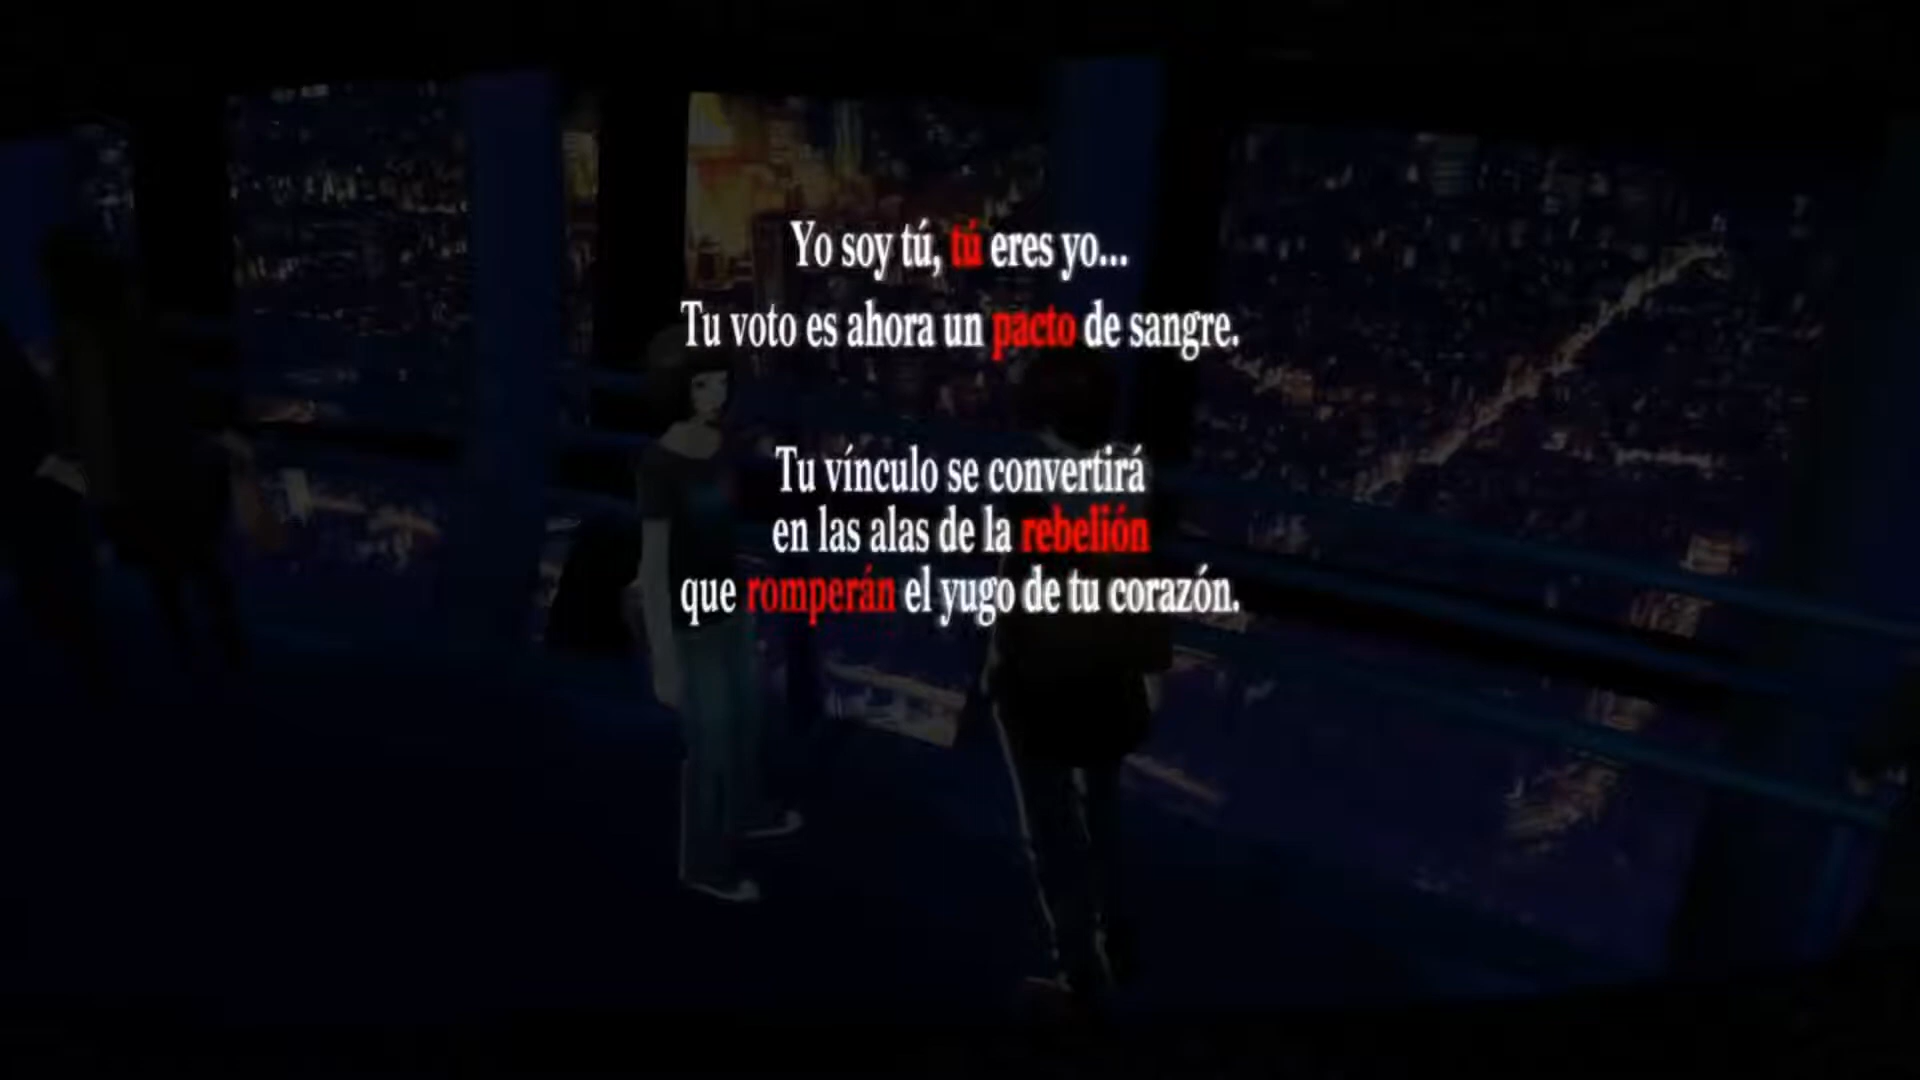 Yo soy tú, tú eres yo...
Tu voto es ahora un pacto de sangre.
Tu vínculo se convertirá
en las alas de la rebelión
que romperán el yugo de tu corazón.